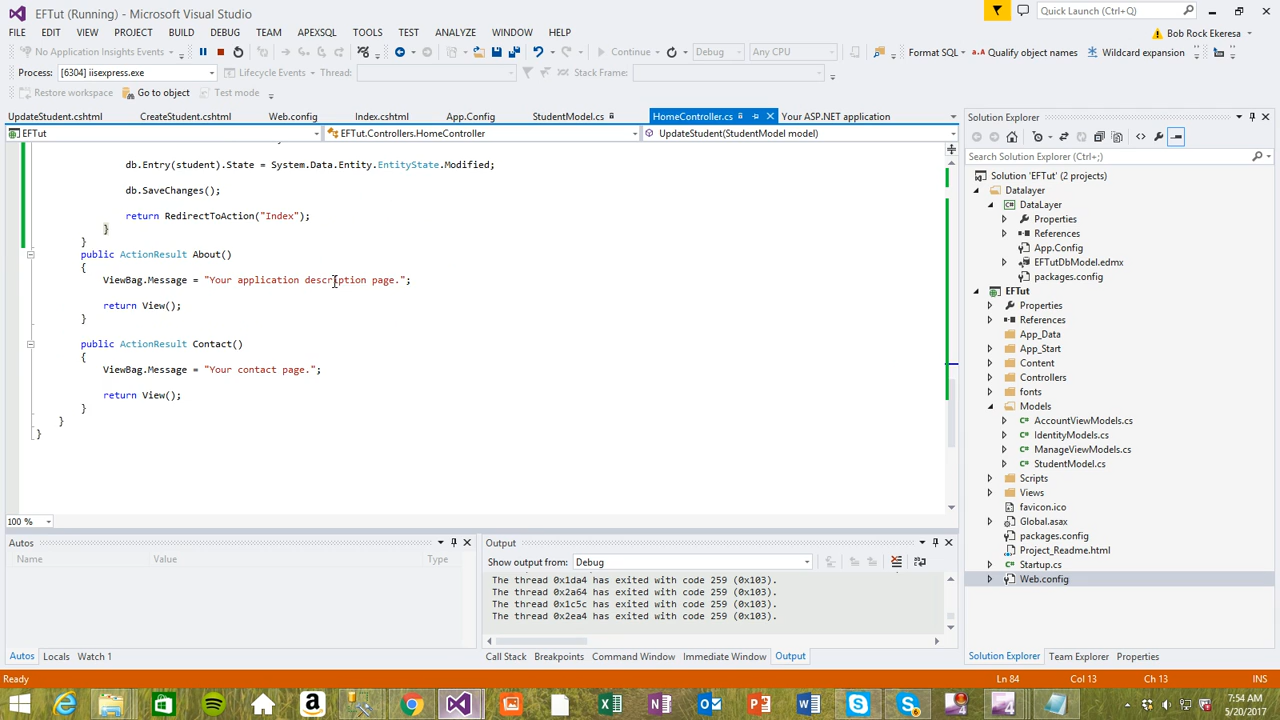 EFTut (Running) - Microsoft Visual Studio
Quick Launch (Ctrl+Q)
FILE EDIT VIEW PROJECT BUILD DEBUG TEAM APEXSQL TOOLS TEST ANALYZE WINDOW HELP
Bob Rock Ekeresa
No Application Insights Events
Continue
Debug
Any CPU
Format SQL
Qualify object names
Wildcard expansion
Process: [6304] iisexpress.exe
Lifecycle Events
Thread:
Stack Frame:
Restore workspace
Go to object
Test mode
UpdateStudent.cshtml CreateStudent.cshtml Web.config Index.cshtml App.Config StudentModel.cs HomeController.cs Your ASP.NET application
EFTut
EFTut.Controllers.HomeController
UpdateStudent(StudentModel model)
db.Entry(student).State = System.Data.Entity.EntityState.Modified;
db.SaveChanges();
return RedirectToAction("Index");
}
}
public ActionResult About()
{
ViewBag.Message = "Your application description page.";
return View();
}
public ActionResult Contact()
{
ViewBag.Message = "Your contact page.";
return View();
}
}
}
100 %
Solution Explorer
Search Solution Explorer (Ctrl+;)
Solution 'EFTut' (2 projects)
Datalayer
DataLayer
Properties
References
App.Config
EFTutDbModel.edmx
packages.config
EFTut
Properties
References
App_Data
App_Start
Content
Controllers
fonts
Models
AccountViewModels.cs
IdentityModels.cs
ManageViewModels.cs
StudentModel.cs
Scripts
Views
favicon.ico
Global.asax
packages.config
Project_Readme.html
Startup.cs
Web.config
Autos
Name Value Type
Output
Show output from: Debug
The thread 0x1da4 has exited with code 259 (0x103).
The thread 0x2a64 has exited with code 259 (0x103).
The thread 0x1c5c has exited with code 259 (0x103).
The thread 0x2ea4 has exited with code 259 (0x103).
Autos Locals Watch 1
Call Stack Breakpoints Command Window Immediate Window Output
Solution Explorer Team Explorer Properties
Ready
Ln 84 Col 13 Ch 13 INS
7:54 AM
5/20/2017